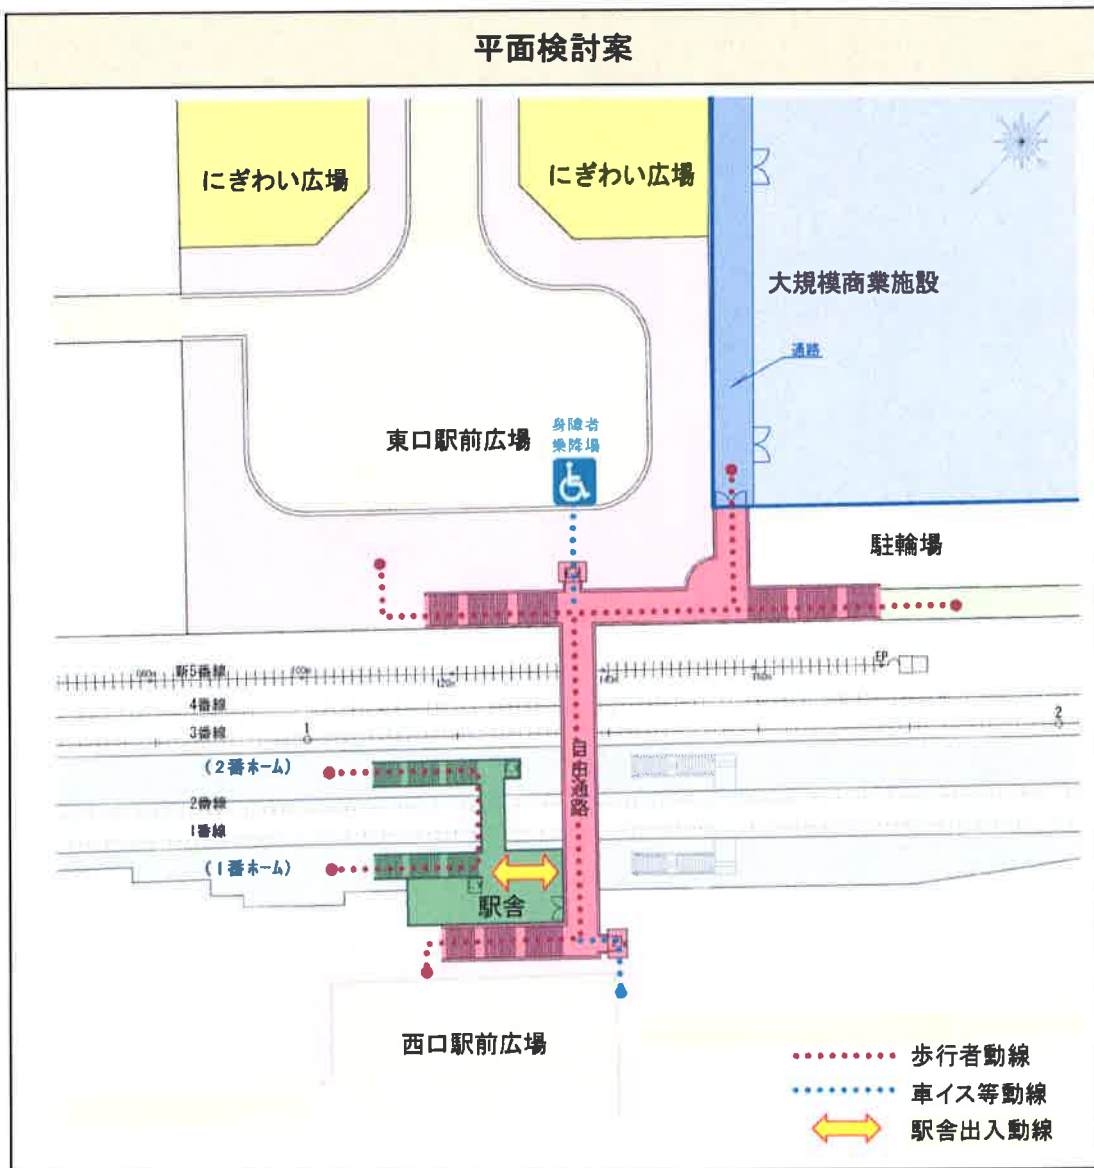 平面検討案
にぎわい広場
にぎわい広場
大規模商業施設
通路
東口駅前広場
身障者
乗降場
駐輪場
新5番線
EP
4番線
3番線
1
2
(2番ホーム)
自由通路
2番線
1番線
(1番ホーム)
駅舎
西口駅前広場
歩行者動線
車イス等動線
駅舎出入動線